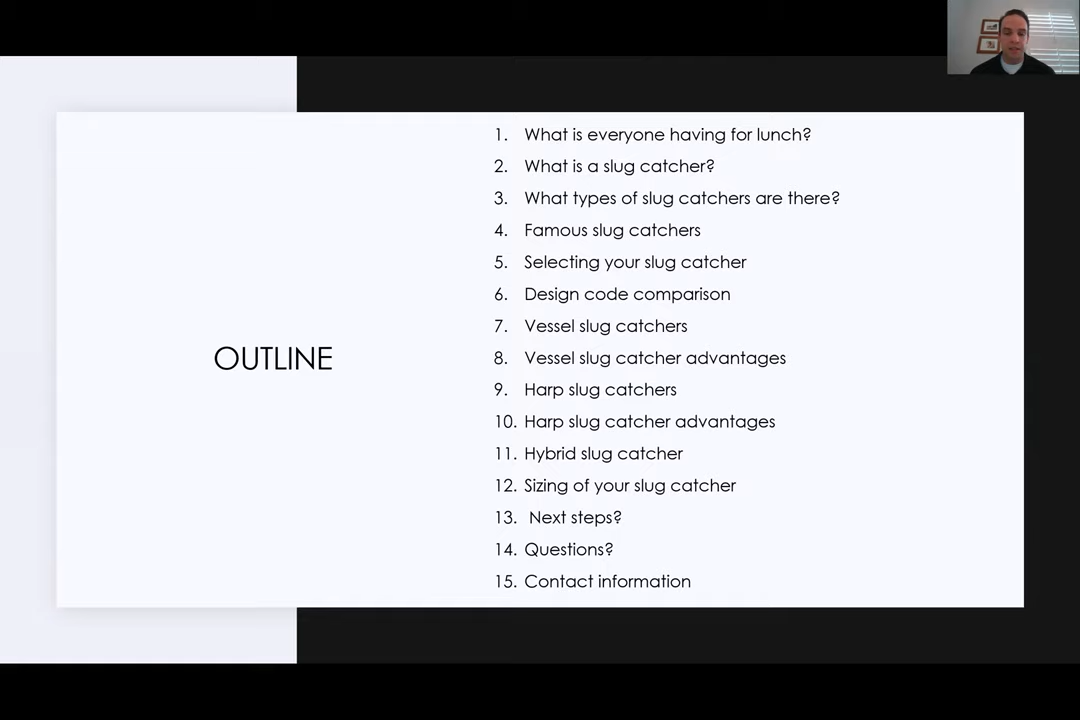 OUTLINE
1. What is everyone having for lunch?
2. What is a slug catcher?
3. What types of slug catchers are there?
4. Famous slug catchers
5. Selecting your slug catcher
6. Design code comparison
7. Vessel slug catchers
8. Vessel slug catcher advantages
9. Harp slug catchers
10. Harp slug catcher advantages
11. Hybrid slug catcher
12. Sizing of your slug catcher
13. Next steps?
14. Questions?
15. Contact information